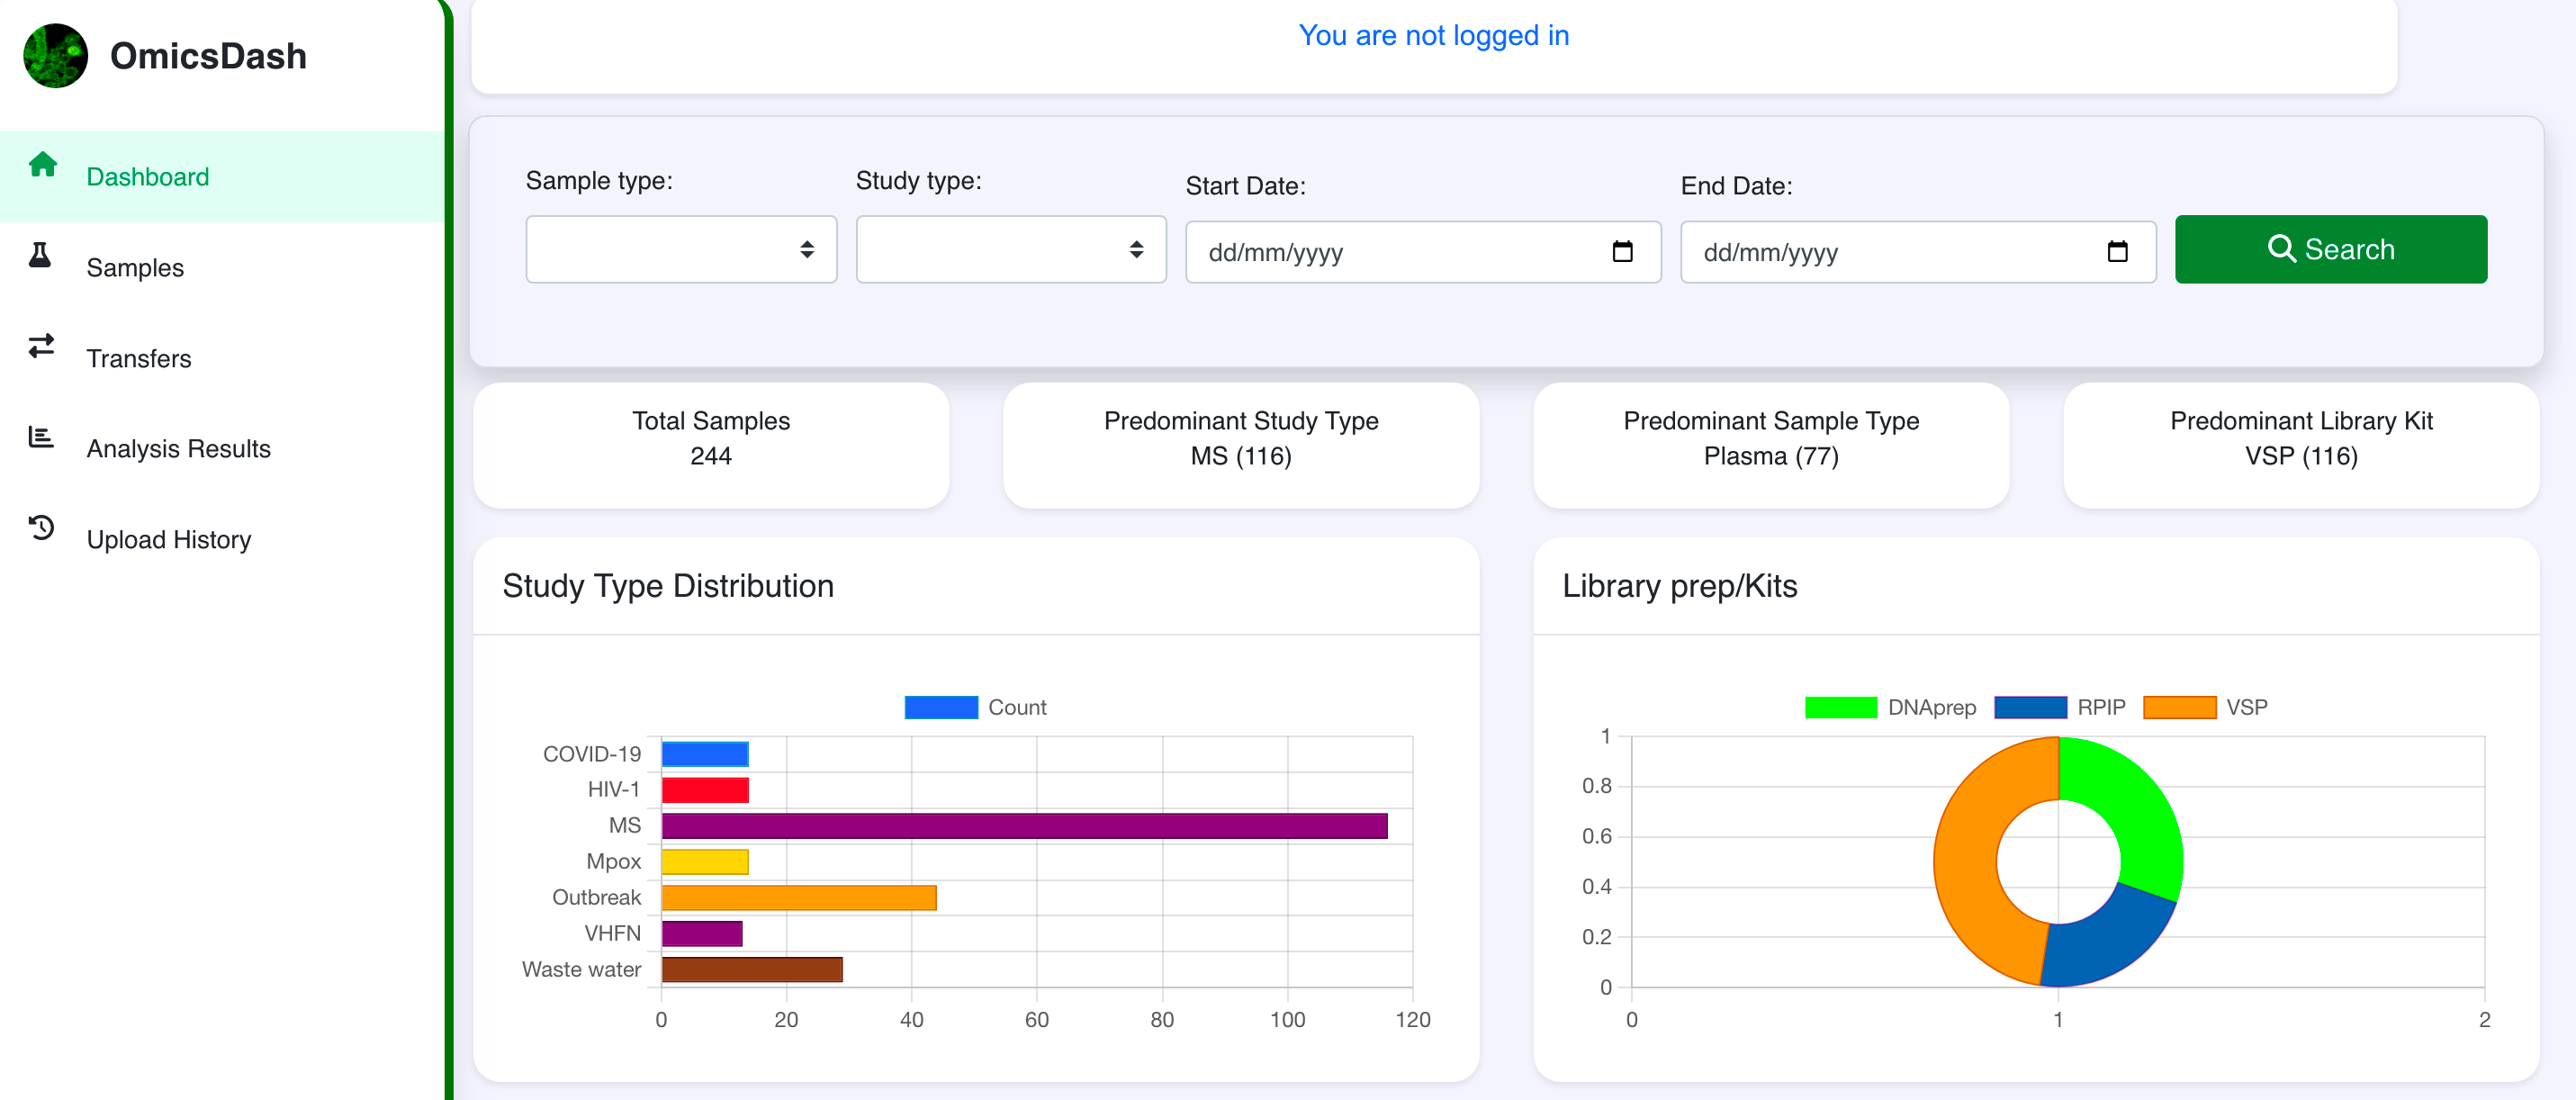 OmicsDash
Dashboard
Samples
Transfers
Analysis Results
Upload History
You are not logged in
Sample type:
Study type:
Start Date:
End Date:
dd/mm/yyyy
dd/mm/yyyy
Search
Total Samples
244
Predominant Study Type
MS (116)
Predominant Sample Type
Plasma (77)
Predominant Library Kit
VSP (116)
Study Type Distribution
Count
COVID-19
HIV-1
MS
Mpox
Outbreak
VHFN
Waste water
0 20 40 60 80 100 120
Library prep/Kits
DNAprep RPIP VSP
1
0.8
0.6
0.4
0.2
0
0 1 2